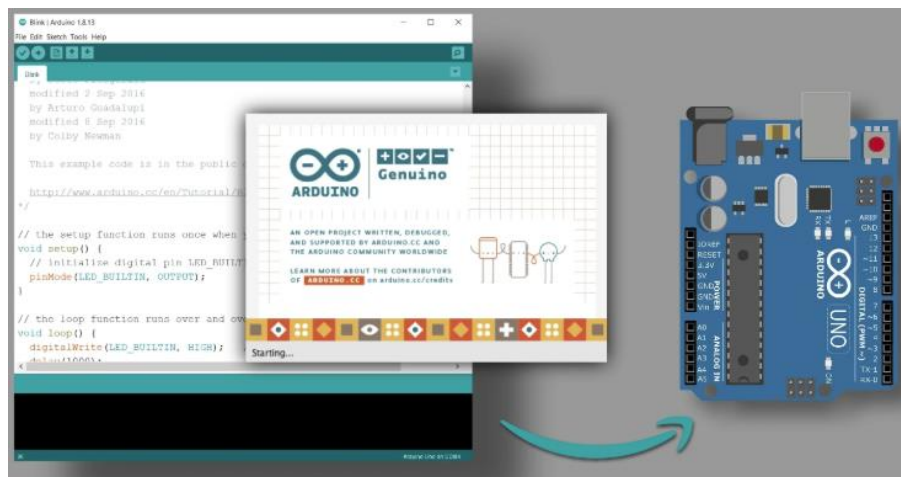 Blink | Arduino 1.8.13
File Edit Sketch Tools Help
Blink
modified 2 Sep 2016
by Arturo Guadalupi
modified 8 Sep 2016
by Colby Newman
This example code is in the public
http://www.arduino.cc/en/Tutorial/
*/
// the setup function runs once when
void setup() {
// initialize digital pin LED_BUILT
pinMode(LED_BUILTIN, OUTPUT);
}
// the loop function runs over and ov
void loop() {
digitalWrite(LED_BUILTIN, HIGH);
delay(1000);
ARDUINO
Genuino
AN OPEN PROJECT WRITTEN, DEBUGGED,
AND SUPPORTED BY ARDUINO.CC AND
THE ARDUINO COMMUNITY WORLDWIDE
LEARN MORE ABOUT THE CONTRIBUTORS
OF ARDUINO.CC on arduino.cc/credits
Starting...
RX
TX
L
IOREF
RESET
3.3V
5V
GND
GND
Vin
POWER
A0
A1
A2
A3
A4
A5
ANALOG IN
ARDUINO
UNO
ON
AREF
GND
13
12
~11
~10
~9
8
7
~6
~5
4
~3
2
TX-1
RX-0
DIGITAL (PWM ~)